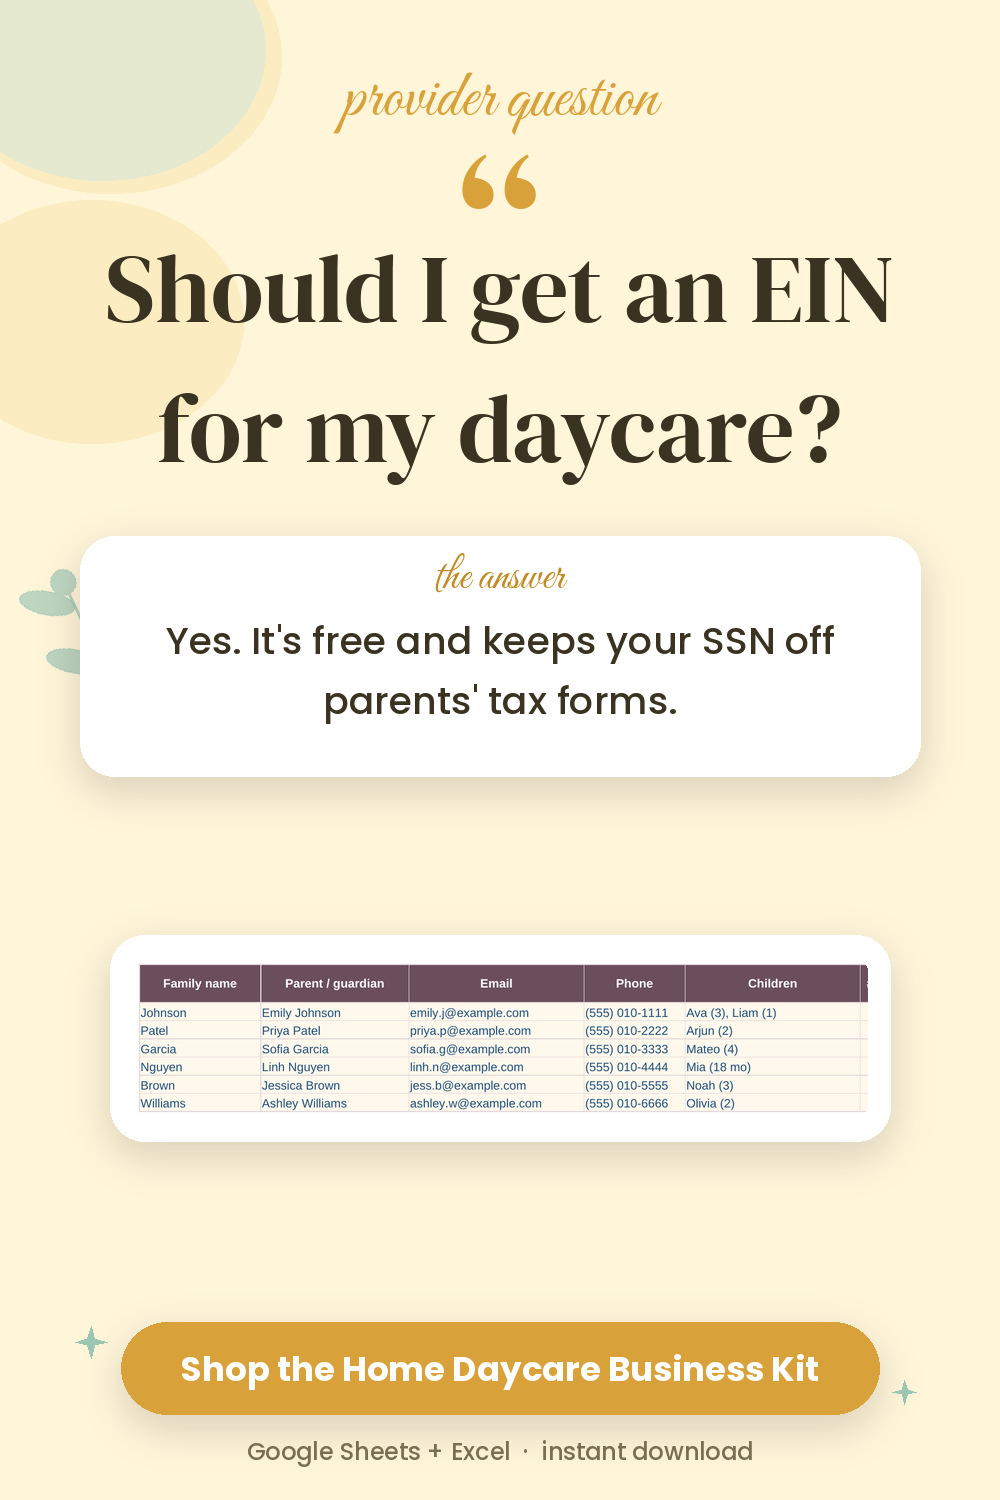 provider question
“
Should I get an EIN
for my daycare?
the answer
Yes. It's free and keeps your SSN off
parents' tax forms.
Family name Parent / guardian Email Phone Children
Johnson Emily Johnson emily.j@example.com (555) 010-1111 Ava (3), Liam (1)
Patel Priya Patel priya.p@example.com (555) 010-2222 Arjun (2)
Garcia Sofia Garcia sofia.g@example.com (555) 010-3333 Mateo (4)
Nguyen Linh Nguyen linh.n@example.com (555) 010-4444 Mia (18 mo)
Brown Jessica Brown jess.b@example.com (555) 010-5555 Noah (3)
Williams Ashley Williams ashley.w@example.com (555) 010-6666 Olivia (2)
Shop the Home Daycare Business Kit
Google Sheets + Excel · instant download